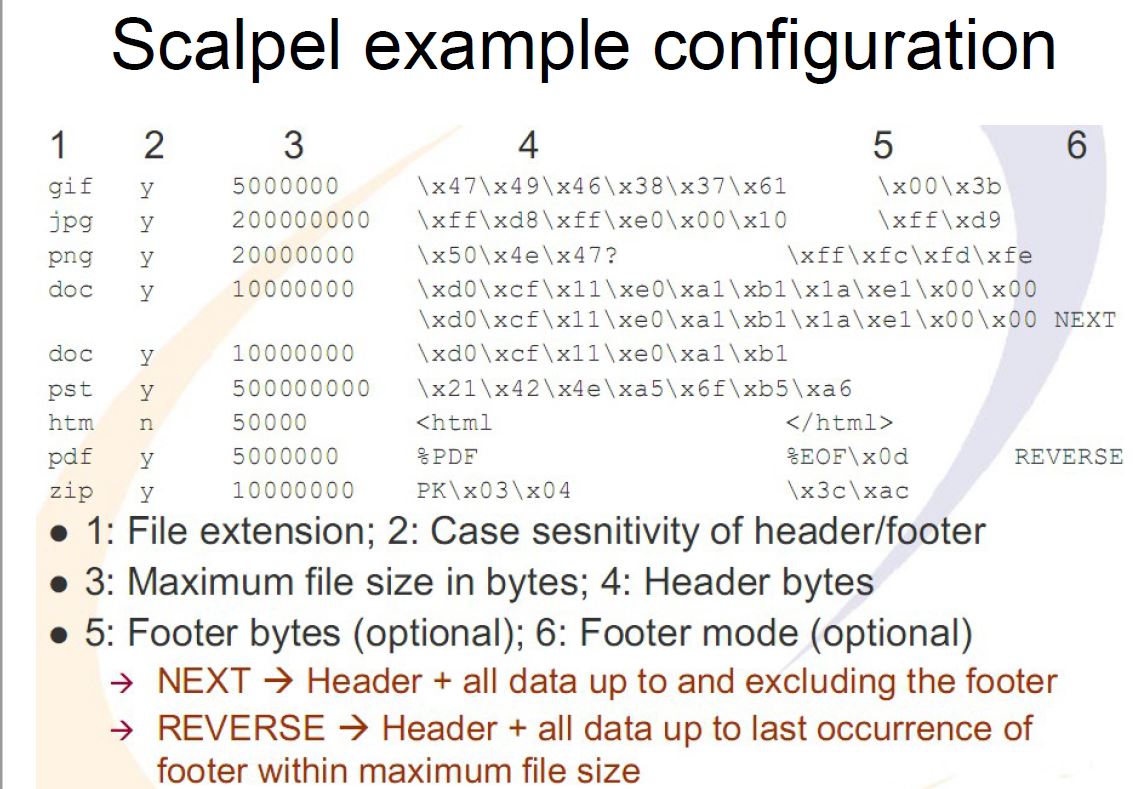 Scalpel example configuration
1 2 3 4 5 6
gif y 5000000 \x47\x49\x46\x38\x37\x61 \x00\x3b
jpg y 200000000 \xff\xd8\xff\xe0\x00\x10 \xff\xd9
png y 20000000 \x50\x4e\x47? \xff\xfc\xfd\xfe
doc y 10000000 \xd0\xcf\x11\xe0\xa1\xb1\x1a\xe1\x00\x00
\xd0\xcf\x11\xe0\xa1\xb1\x1a\xe1\x00\x00 NEXT
doc y 10000000 \xd0\xcf\x11\xe0\xa1\xb1
pst y 500000000 \x21\x42\x4e\xa5\x6f\xb5\xa6
htm n 50000 <html </html>
pdf y 5000000 %PDF %EOF\x0d REVERSE
zip y 10000000 PK\x03\x04 \x3c\xac
● 1: File extension; 2: Case sesnitivity of header/footer
● 3: Maximum file size in bytes; 4: Header bytes
● 5: Footer bytes (optional); 6: Footer mode (optional)
→ NEXT → Header + all data up to and excluding the footer
→ REVERSE → Header + all data up to last occurrence of
footer within maximum file size